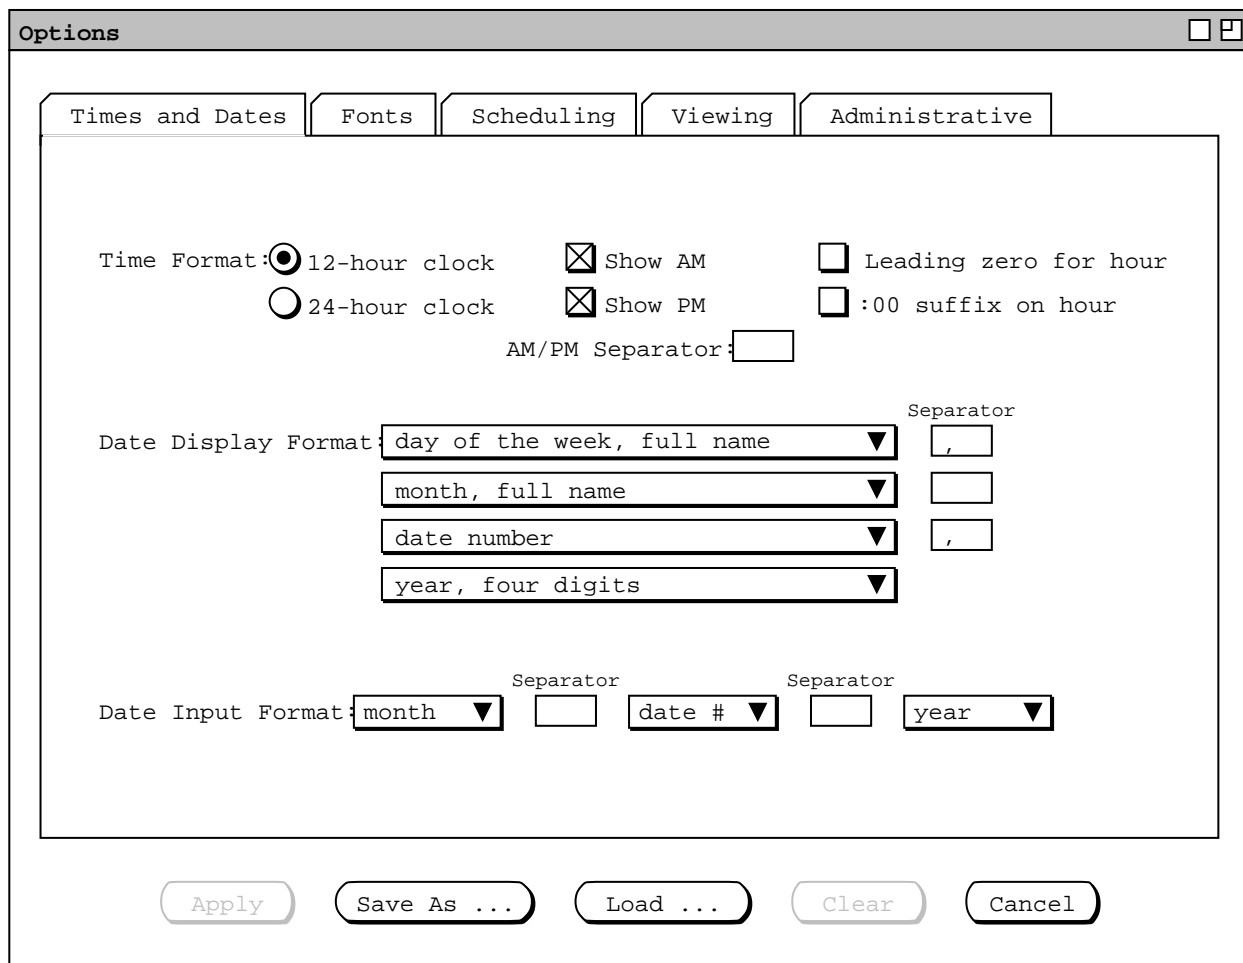 Options
Times and Dates Fonts Scheduling Viewing Administrative
Time Format: 12-hour clock Show AM Leading zero for hour
24-hour clock Show PM :00 suffix on hour
AM/PM Separator:
Separator
Date Display Format: day of the week, full name ,
month, full name
date number ,
year, four digits
Separator Separator
Date Input Format: month date # year
Apply Save As ... Load ... Clear Cancel